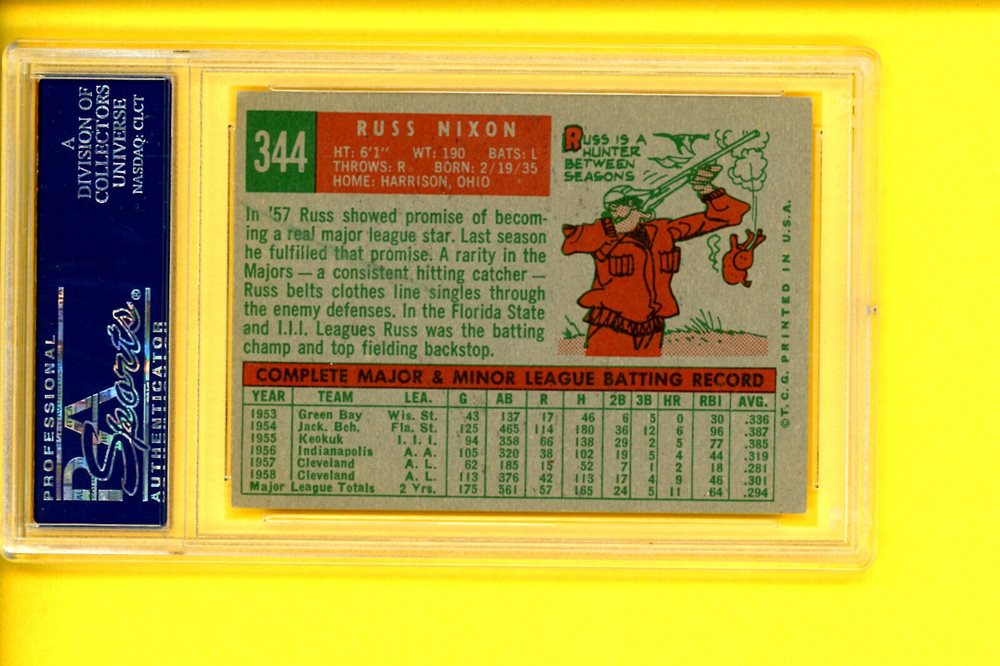 A
DIVISION OF
COLLECTORS
UNIVERSE
NASDAQ: CLCT
PROFESSIONAL
PSA
Sports®
AUTHENTICATOR
344
RUSS NIXON
HT: 6'1" WT: 190 BATS: L
THROWS: R BORN: 2/19/35
HOME: HARRISON, OHIO
RUSS IS A
HUNTER
BETWEEN
SEASONS
In '57 Russ showed promise of becom-
ing a real major league star. Last season
he fulfilled that promise. A rarity in the
Majors — a consistent hitting catcher —
Russ belts clothes line singles through
the enemy defenses. In the Florida State
and I.I.I. Leagues Russ was the batting
champ and top fielding backstop.
COMPLETE MAJOR & MINOR LEAGUE BATTING RECORD
YEAR TEAM LEA. G AB R H 2B 3B HR RBI AVG.
1953 Green Bay Wis. St. 43 137 17 46 6 5 0 30 .336
1954 Jack. Bch. Fla. St. 125 465 114 180 36 12 6 96 .387
1955 Keokuk I. I. I. 94 358 66 138 29 2 5 77 .385
1956 Indianapolis A. A. 105 320 38 102 19 5 4 44 .319
1957 Cleveland A. L. 62 185 15 52 7 1 2 18 .281
1958 Cleveland A. L. 113 376 42 113 17 4 9 46 .301
Major League Totals 2 Yrs. 175 561 57 165 24 5 11 64 .294
© T.C.G. PRINTED IN U.S.A.